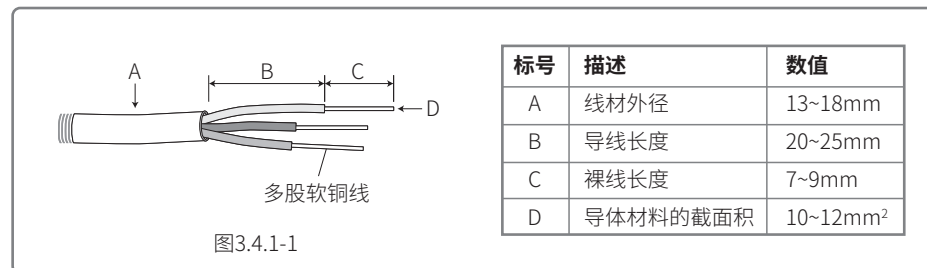 A
B
C
D
多股软铜线
图3.4.1-1
标号 描述 数值
A 线材外径 13~18mm
B 导线长度 20~25mm
C 裸线长度 7~9mm
D 导体材料的截面积 10~12mm²